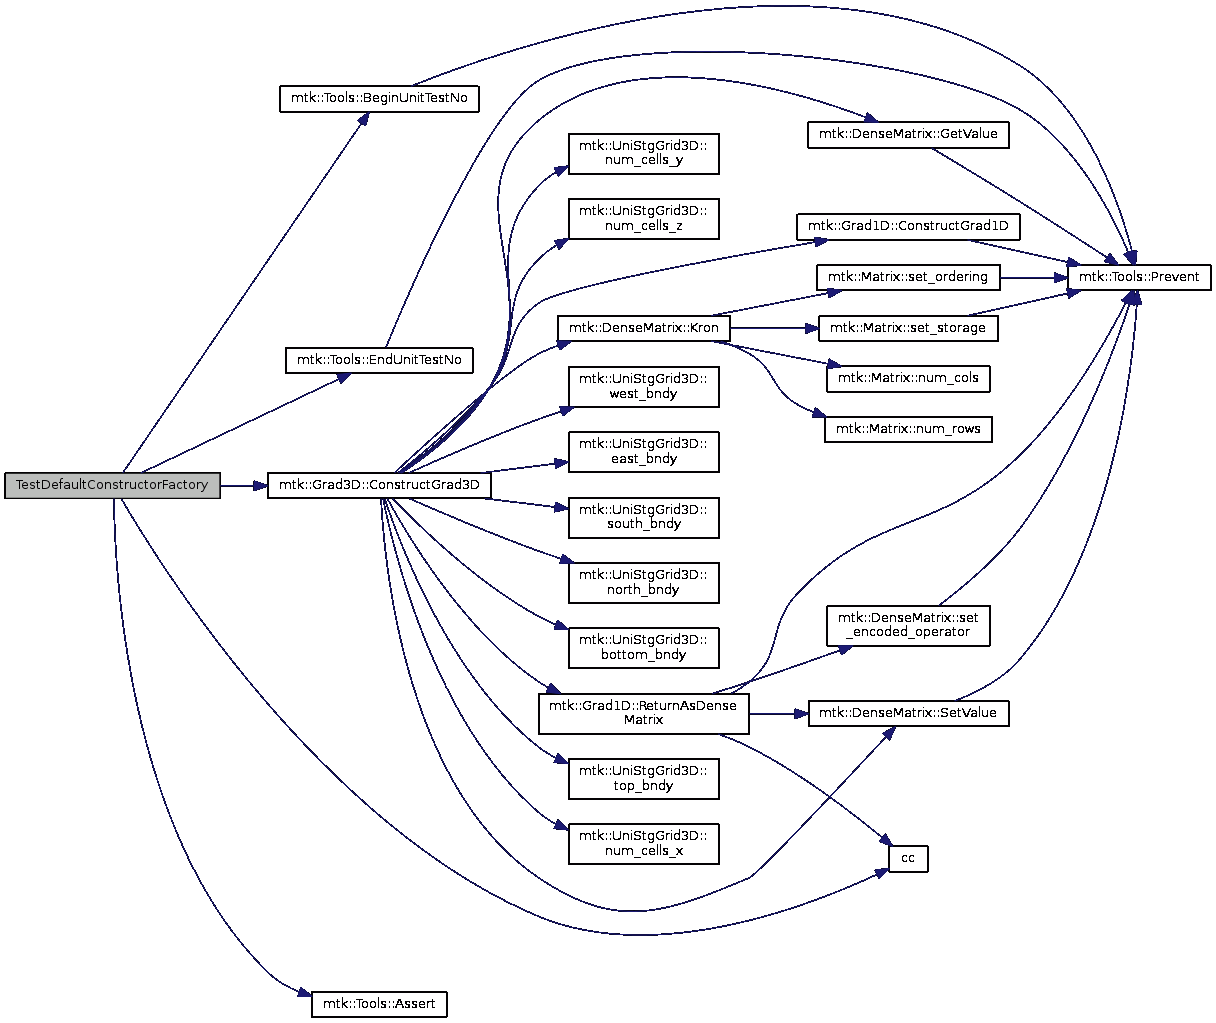 mtk::Tools::BeginUnitTestNo
mtk::DenseMatrix::GetValue
mtk::UniStgGrid3D::
num_cells_y
mtk::UniStgGrid3D::
num_cells_z
mtk::Grad1D::ConstructGrad1D
mtk::Matrix::set_ordering
mtk::Tools::Prevent
mtk::DenseMatrix::Kron
mtk::Matrix::set_storage
mtk::Tools::EndUnitTestNo
mtk::UniStgGrid3D::
west_bndy
mtk::Matrix::num_cols
mtk::Matrix::num_rows
mtk::UniStgGrid3D::
east_bndy
TestDefaultConstructorFactory
mtk::Grad3D::ConstructGrad3D
mtk::UniStgGrid3D::
south_bndy
mtk::UniStgGrid3D::
north_bndy
mtk::DenseMatrix::set
_encoded_operator
mtk::UniStgGrid3D::
bottom_bndy
mtk::Grad1D::ReturnAsDense
Matrix
mtk::DenseMatrix::SetValue
mtk::UniStgGrid3D::
top_bndy
mtk::UniStgGrid3D::
num_cells_x
cc
mtk::Tools::Assert